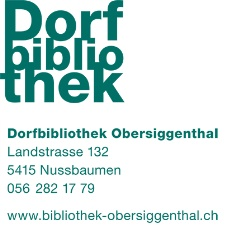 Dorf
biblio
thek
Dorfbibliothek Obersiggenthal
Landstrasse 132
5415 Nussbaumen
056 282 17 79
www.bibliothek-obersiggenthal.ch